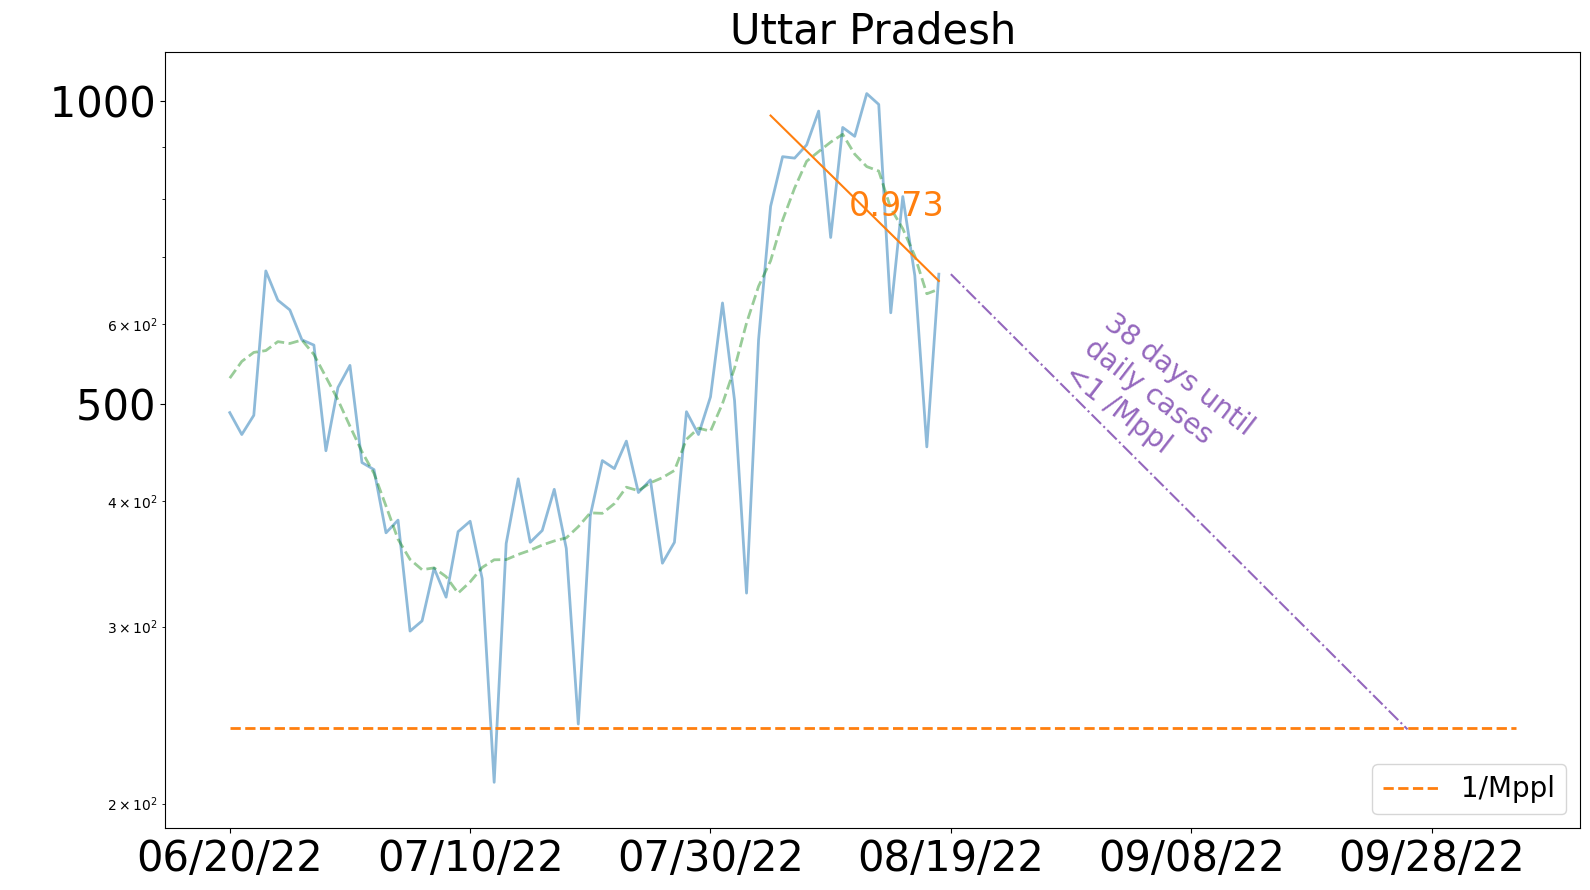 Uttar Pradesh
1000
6 × 10²
500
4 × 10²
3 × 10²
2 × 10²
0.973
38 days until
daily cases
<1 /Mppl
1/Mppl
06/20/22 07/10/22 07/30/22 08/19/22 09/08/22 09/28/22